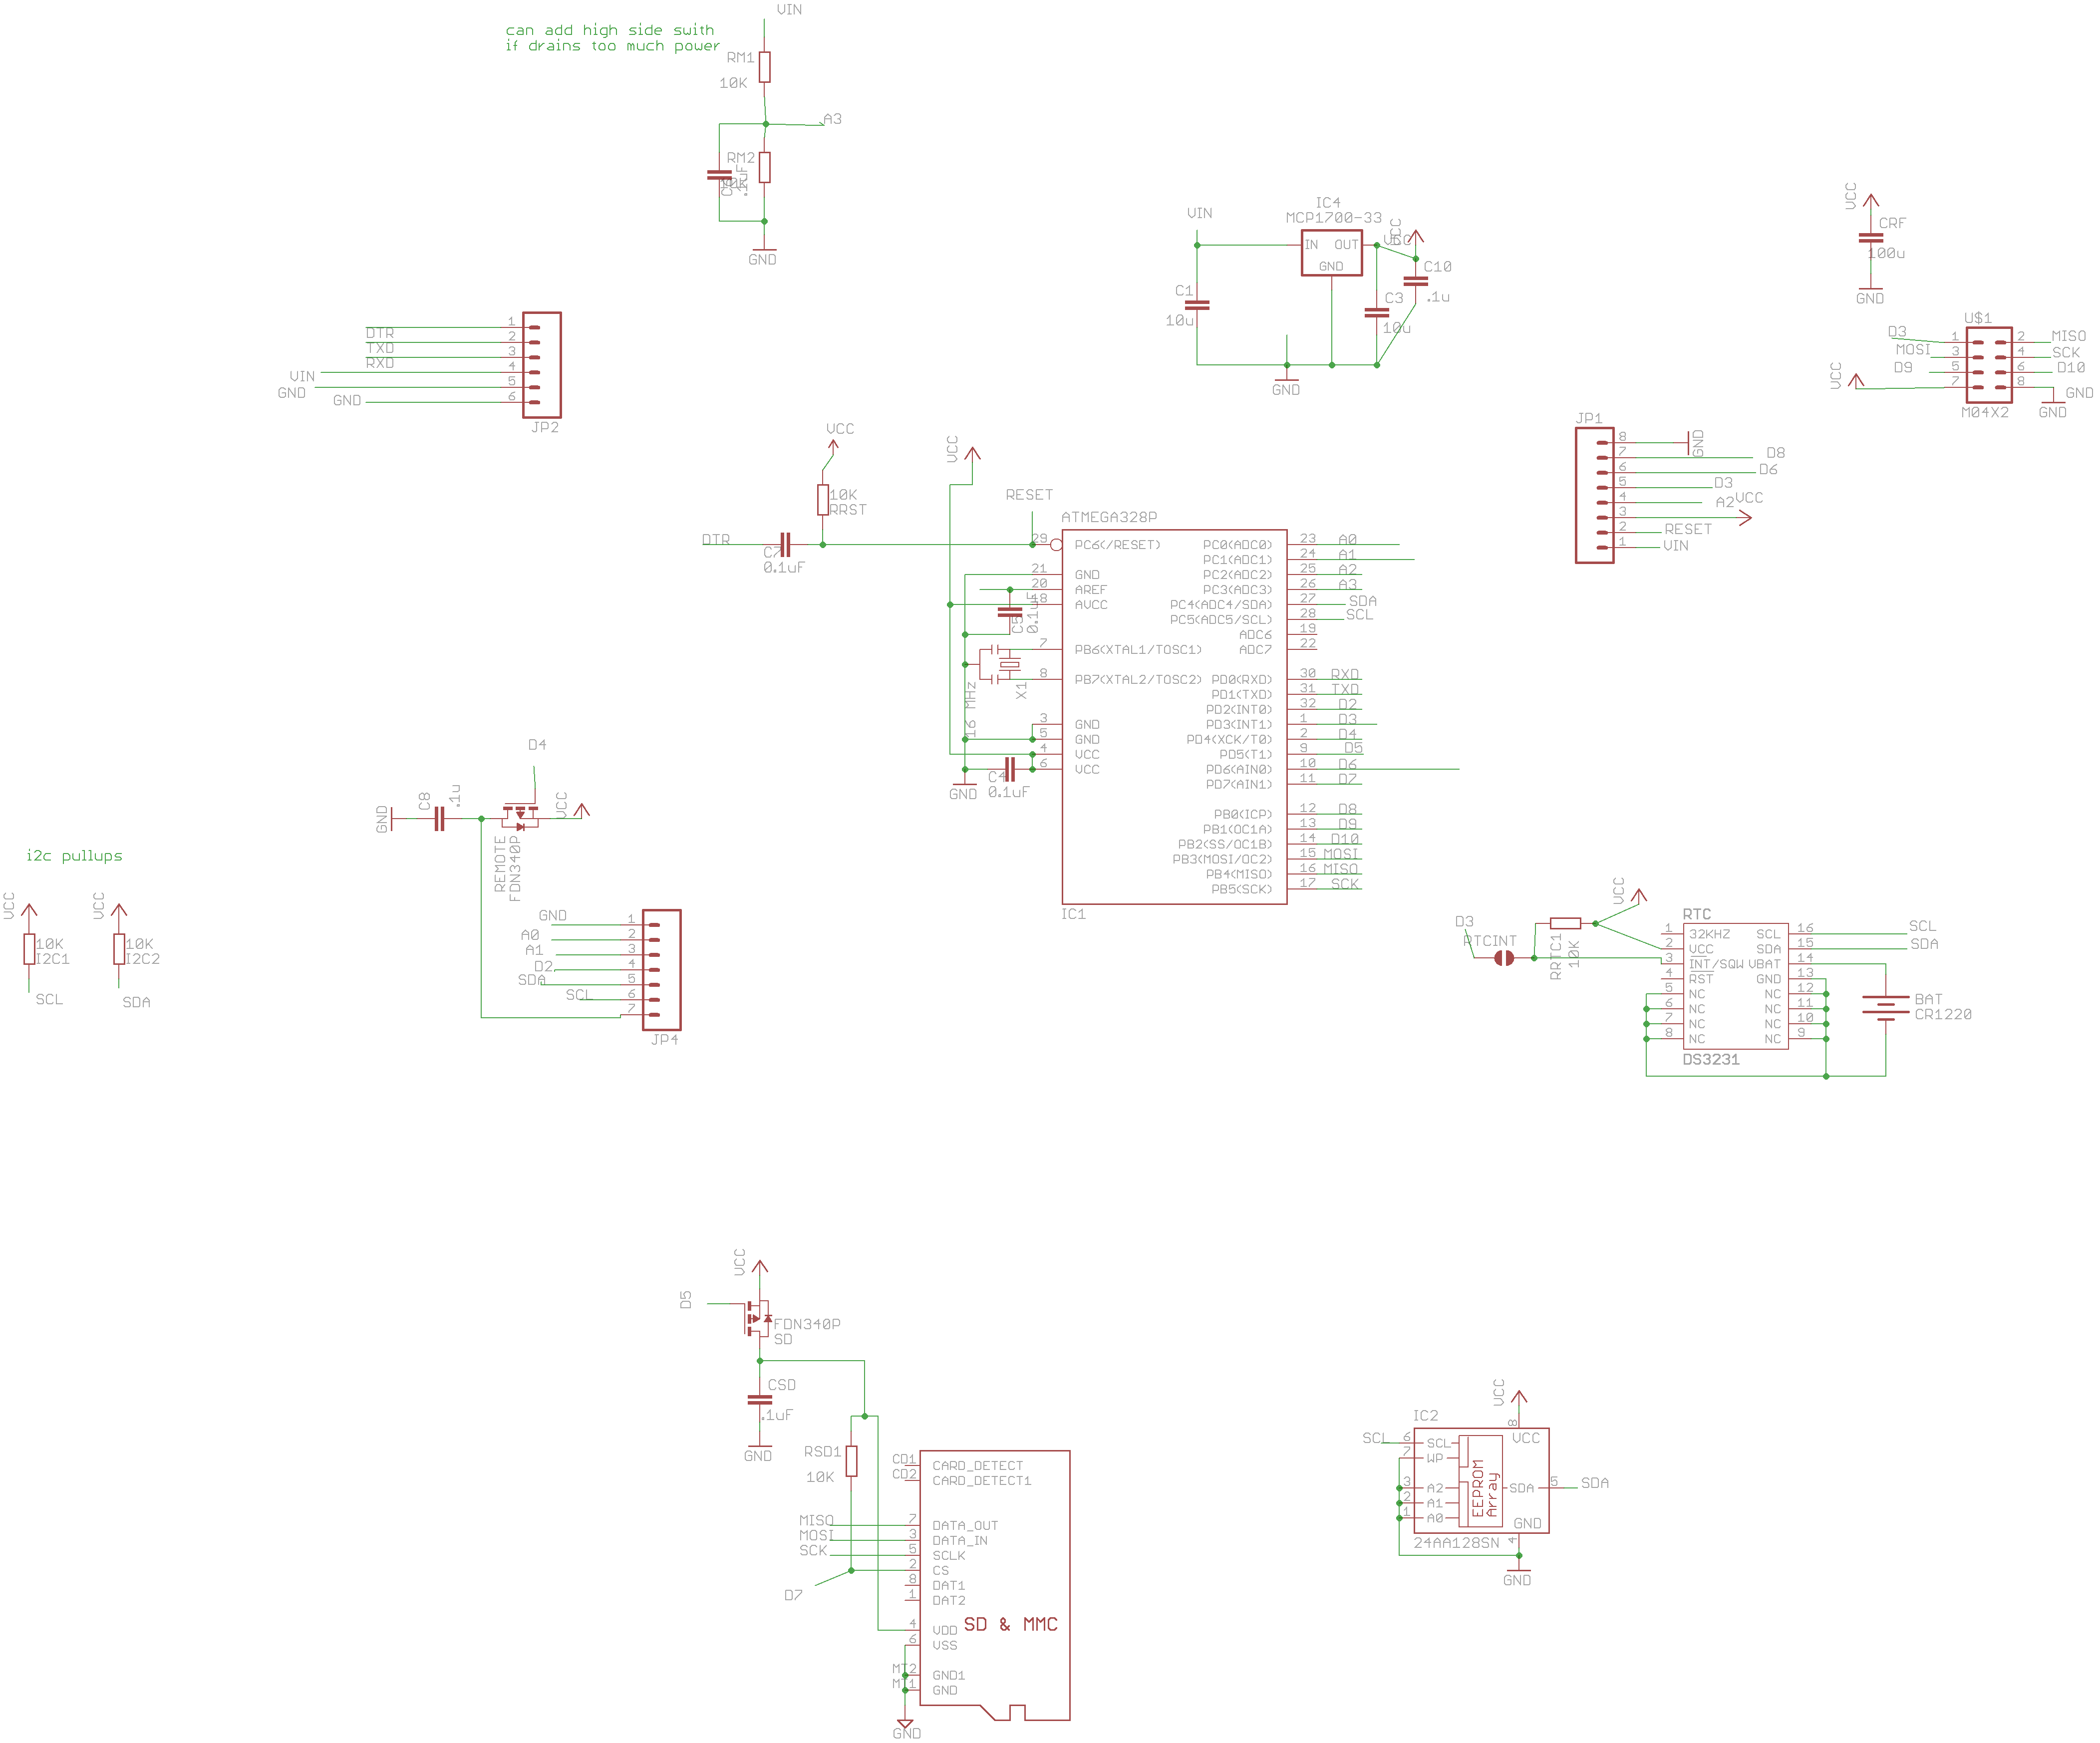 can add high side swith
if drains too much power
VIN
RM1
10K
A3
RM2
10K
.1uF
GND
VIN
IC4
MCP1700-33
IN
OUT
GND
VCC
VCC
C1
10u
C3
10u
C10
.1u
GND
VCC
CRF
100u
GND
U$1
D3
1
2
MISO
MOSI
3
4
SCK
D9
5
6
D10
VCC
7
8
GND
GND
M04X2
DTR
TXD
RXD
VIN
GND
GND
1
2
3
4
5
6
JP2
JP1
8
GND
7
D8
6
D6
5
D3
4
A2
VCC
3
2
RESET
1
VIN
VCC
10K
RRST
DTR
C7
0.1uF
VCC
RESET
ATMEGA328P
29
PC6(/RESET)
21
GND
20
AREF
18
AVCC
C5
0.1uF
7
PB6(XTAL1/TOSC1)
8
PB7(XTAL2/TOSC2)
16 MHz
X1
3
GND
5
GND
4
VCC
6
VCC
C4
0.1uF
GND
PC0(ADC0)
23
A0
PC1(ADC1)
24
A1
PC2(ADC2)
25
A2
PC3(ADC3)
26
A3
PC4(ADC4/SDA)
27
SDA
PC5(ADC5/SCL)
28
SCL
ADC6
19
ADC7
22
PD0(RXD)
30
RXD
PD1(TXD)
31
TXD
PD2(INT0)
32
D2
PD3(INT1)
1
D3
PD4(XCK/T0)
2
D4
PD5(T1)
9
D5
PD6(AIN0)
10
D6
PD7(AIN1)
11
D7
PB0(ICP)
12
D8
PB1(OC1A)
13
D9
PB2(SS/OC1B)
14
D10
PB3(MOSI/OC2)
15
MOSI
PB4(MISO)
16
MISO
PB5(SCK)
17
SCK
IC1
D4
GND
C8
.1u
VCC
REMOTE
FDN340P
i2c pullups
VCC
10K
I2C1
SCL
VCC
10K
I2C2
SDA
GND
1
A0
2
A1
3
D2
4
SDA
5
SCL
6
7
JP4
D3
RTCINT
RRTC1
10K
VCC
RTC
1
32KHZ
2
VCC
3
INT/SQW
4
RST
5
NC
6
NC
7
NC
8
NC
SCL
16
SCL
SDA
15
SDA
VBAT
14
GND
13
NC
12
NC
11
NC
10
NC
9
DS3231
BAT
CR1220
VCC
D5
FDN340P
SD
CSD
.1uF
GND
RSD1
10K
CD1
CARD_DETECT
CD2
CARD_DETECT1
MISO
7
DATA_OUT
MOSI
3
DATA_IN
SCK
5
SCLK
2
CS
D7
8
DAT1
1
DAT2
SD & MMC
4
VDD
6
VSS
MT2
GND1
MT1
GND
GND
VCC
IC2
8
VCC
SCL
6
SCL
7
WP
3
A2
2
A1
1
A0
EEPROM
Array
SDA
5
SDA
GND
4
24AA128SN
GND